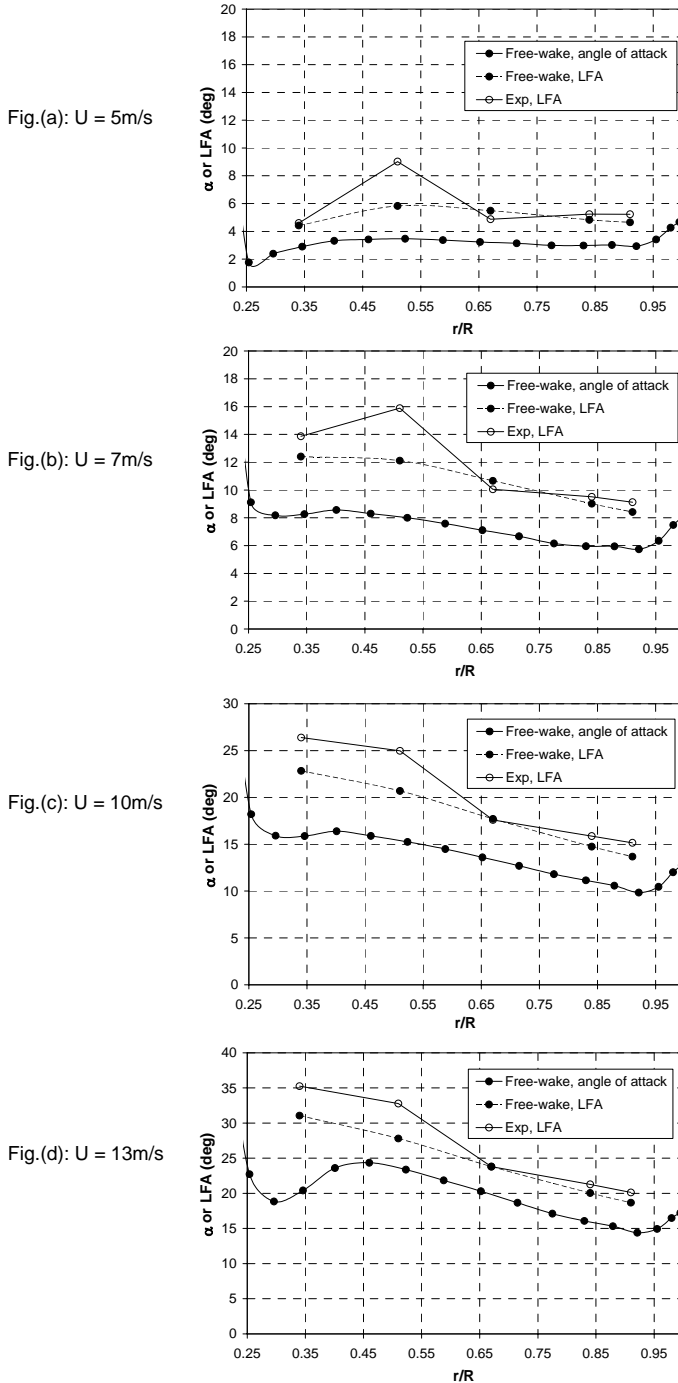 Fig.(a): U = 5m/s
α or LFA (deg)
20
18
16
14
12
10
8
6
4
2
0
0.25 0.35 0.45 0.55 0.65 0.75 0.85 0.95
r/R
Free-wake, angle of attack
Free-wake, LFA
Exp, LFA
Fig.(b): U = 7m/s
α or LFA (deg)
20
18
16
14
12
10
8
6
4
2
0
0.25 0.35 0.45 0.55 0.65 0.75 0.85 0.95
r/R
Free-wake, angle of attack
Free-wake, LFA
Exp, LFA
Fig.(c): U = 10m/s
α or LFA (deg)
30
25
20
15
10
5
0
0.25 0.35 0.45 0.55 0.65 0.75 0.85 0.95
r/R
Free-wake, angle of attack
Free-wake, LFA
Exp, LFA
Fig.(d): U = 13m/s
α or LFA (deg)
40
35
30
25
20
15
10
5
0
0.25 0.35 0.45 0.55 0.65 0.75 0.85 0.95
r/R
Free-wake, angle of attack
Free-wake, LFA
Exp, LFA